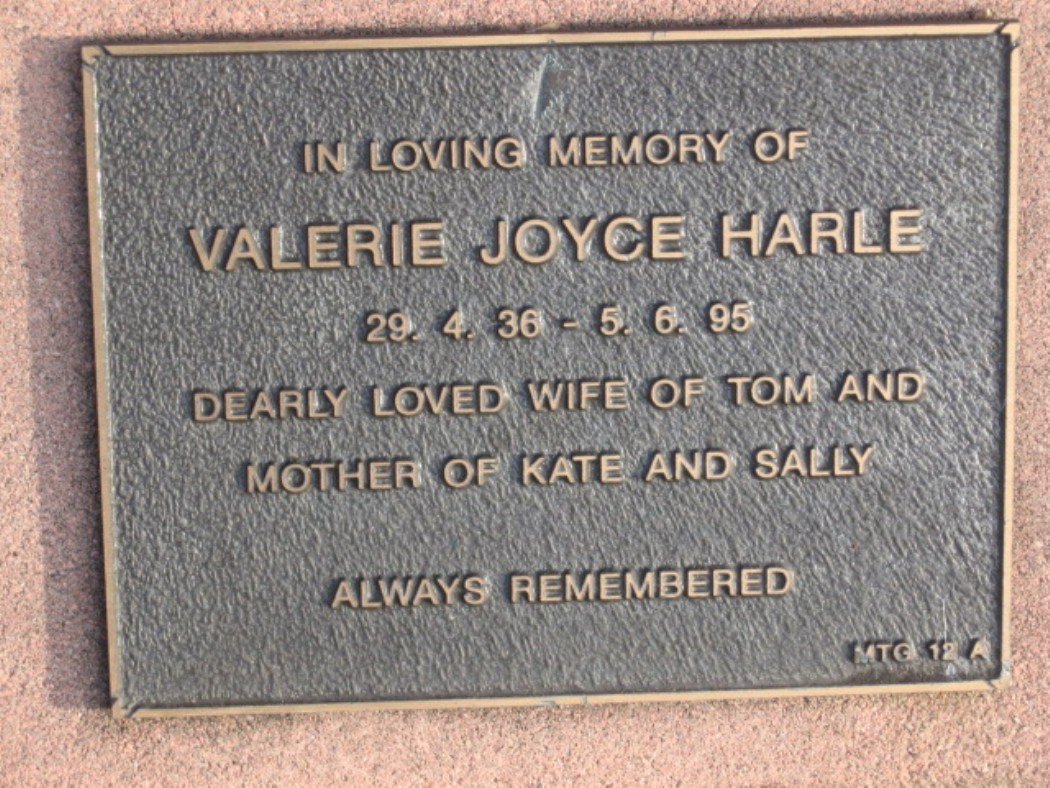 IN LOVING MEMORY OF
VALERIE JOYCE HARLE
29. 4. 36 - 5. 6. 95
DEARLY LOVED WIFE OF TOM AND
MOTHER OF KATE AND SALLY
ALWAYS REMEMBERED
MTG 12 A